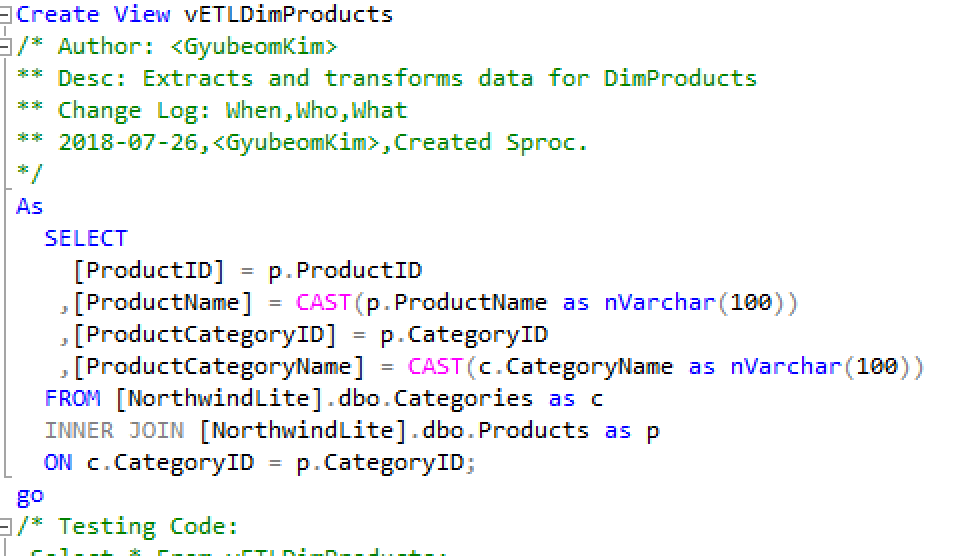 Create View vETLDimProducts
/* Author: <GyubeomKim>
** Desc: Extracts and transforms data for DimProducts
** Change Log: When,Who,What
** 2018-07-26,<GyubeomKim>,Created Sproc.
*/
As
SELECT
[ProductID] = p.ProductID
,[ProductName] = CAST(p.ProductName as nVarchar(100))
,[ProductCategoryID] = p.CategoryID
,[ProductCategoryName] = CAST(c.CategoryName as nVarchar(100))
FROM [NorthwindLite].dbo.Categories as c
INNER JOIN [NorthwindLite].dbo.Products as p
ON c.CategoryID = p.CategoryID;
go
/* Testing Code:
Select * From vETLDimProducts;